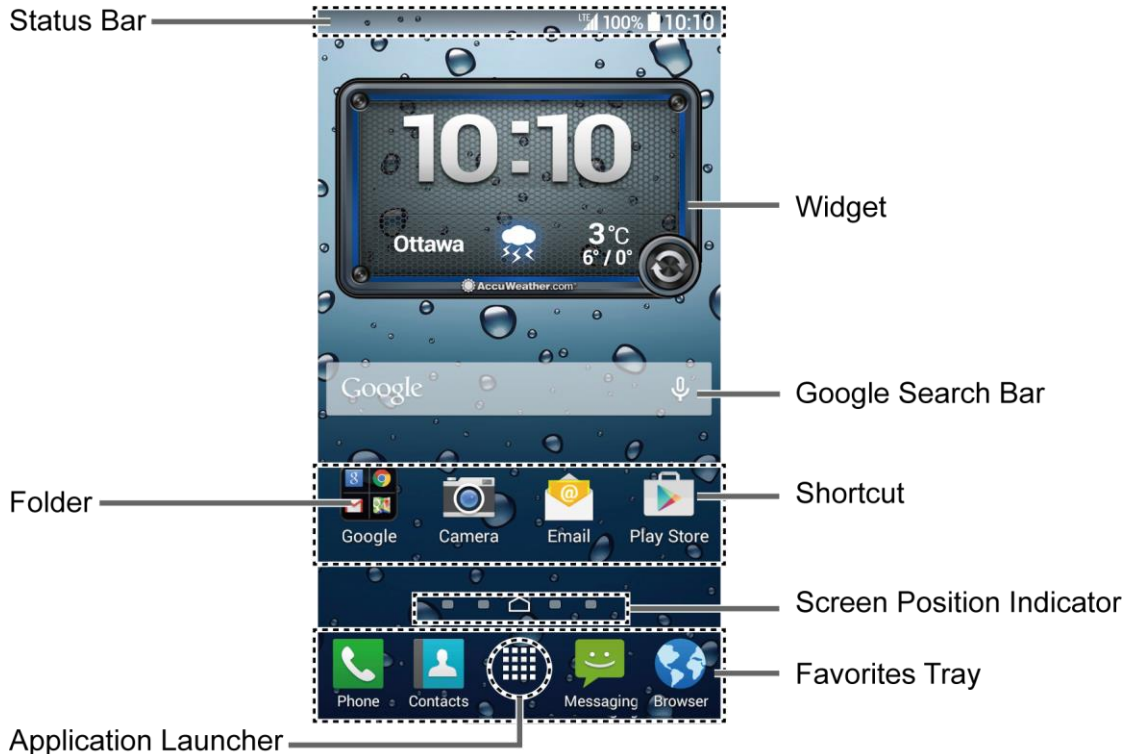 Status Bar
LTE 100% 10:10
10:10
Widget
Ottawa
3°C
6°/0°
AccuWeather.com®
Google
Google Search Bar
Folder
Shortcut
8
@
Google Camera Email Play Store
Screen Position Indicator
Favorites Tray
Phone Contacts Messaging Browser
Application Launcher